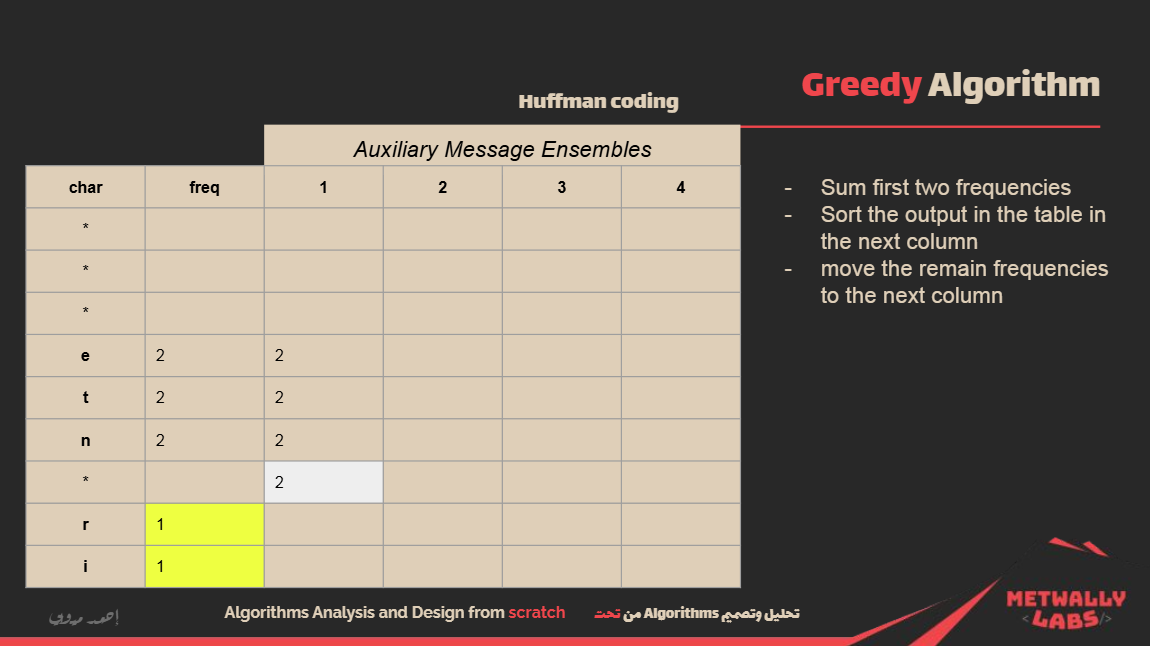 Greedy Algorithm
Huffman coding
Auxiliary Message Ensembles
char freq 1 2 3 4
*
*
*
e 2 2
t 2 2
n 2 2
* 2
r 1
i 1
- Sum first two frequencies
- Sort the output in the table in
the next column
- move the remain frequencies
to the next column
Algorithms Analysis and Design from scratch
تحليل وتصميم Algorithms من تحت
METWALLY
<LABS/>